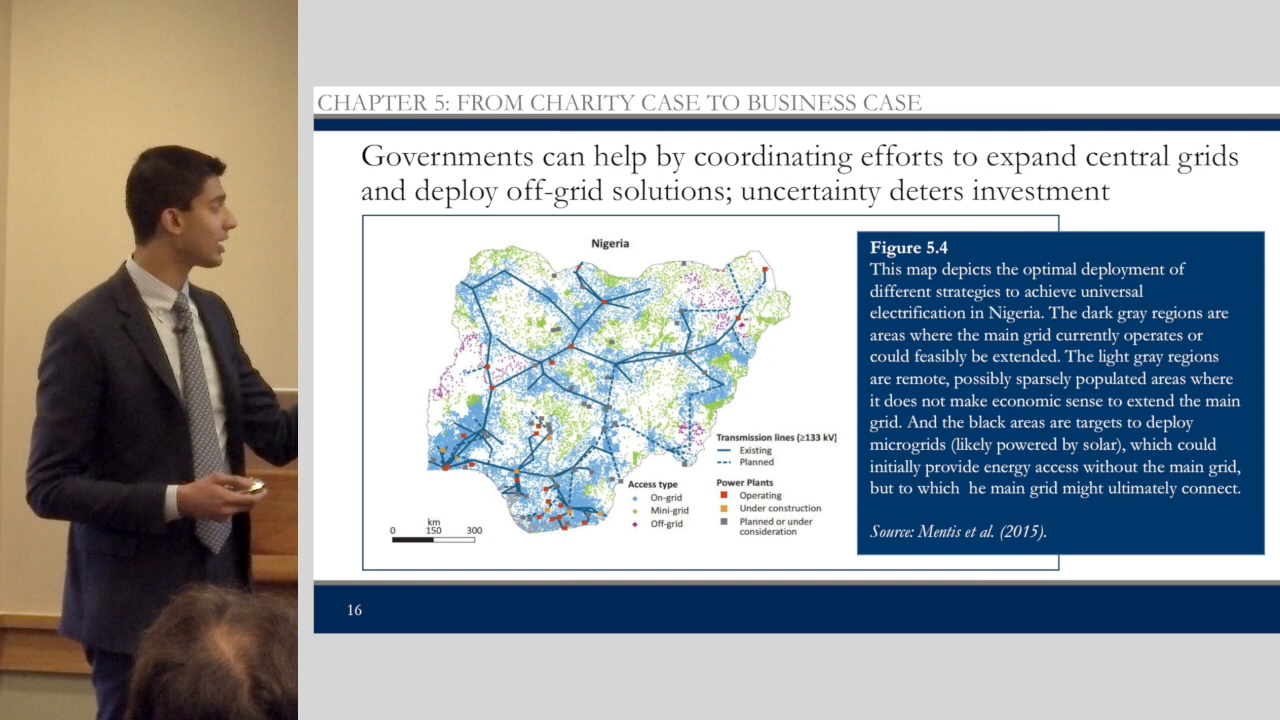 CHAPTER 5: FROM CHARITY CASE TO BUSINESS CASE
Governments can help by coordinating efforts to expand central grids
and deploy off-grid solutions; uncertainty deters investment
Nigeria
Transmission lines (≥133 kV)
Existing
Planned
Access type
On-grid
Mini-grid
Off-grid
Power Plants
Operating
Under construction
Planned or under
consideration
km
0 150 300
Figure 5.4
This map depicts the optimal deployment of
different strategies to achieve universal
electrification in Nigeria. The dark gray regions are
areas where the main grid currently operates or
could feasibly be extended. The light gray regions
are remote, possibly sparsely populated areas where
it does not make economic sense to extend the main
grid. And the black areas are targets to deploy
microgrids (likely powered by solar), which could
initially provide energy access without the main grid,
but to which he main grid might ultimately connect.
Source: Mentis et al. (2015).
16